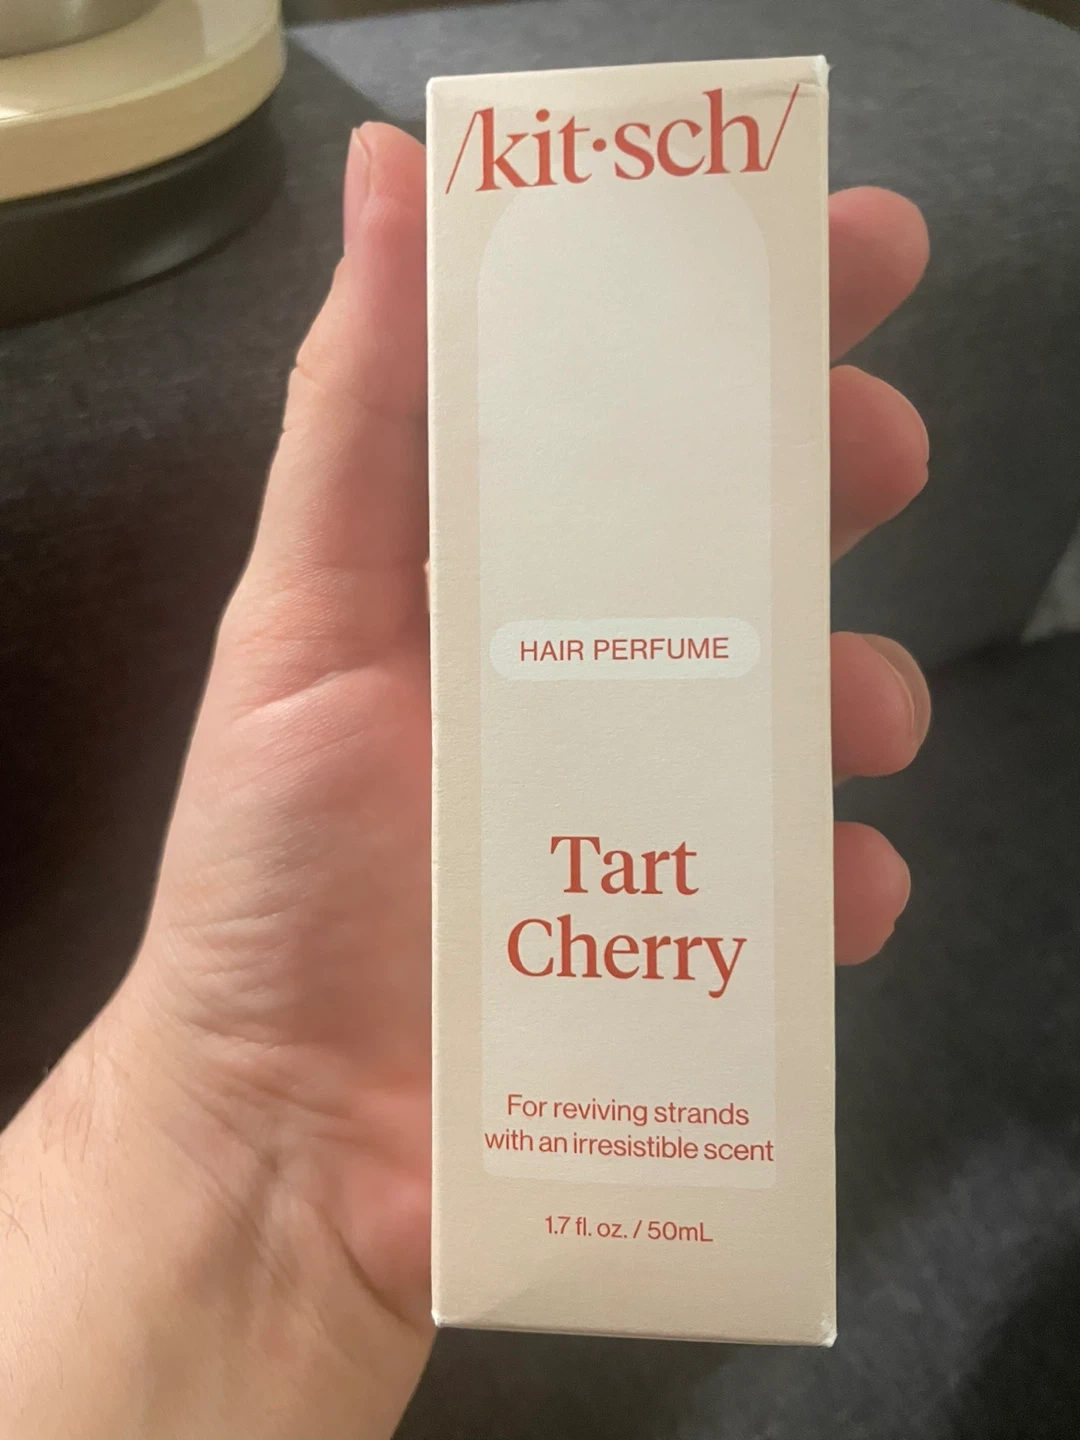 /kit·sch/
HAIR PERFUME
Tart
Cherry
For reviving strands
with an irresistible scent
1.7 fl. oz. / 50mL